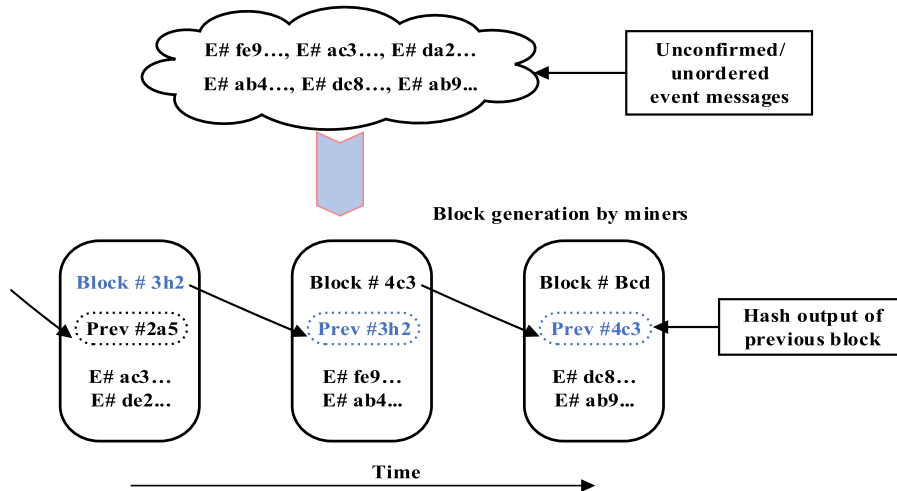 E# fe9…, E# ac3…, E# da2…
E# ab4…, E# dc8…, E# ab9...
Unconfirmed/
unordered
event messages
Block generation by miners
Block # 3h2
Prev #2a5
E# ac3…
E# de2...
Block # 4c3
Prev #3h2
E# fe9…
E# ab4...
Block # Bcd
Prev #4c3
E# dc8…
E# ab9...
Hash output of
previous block
Time